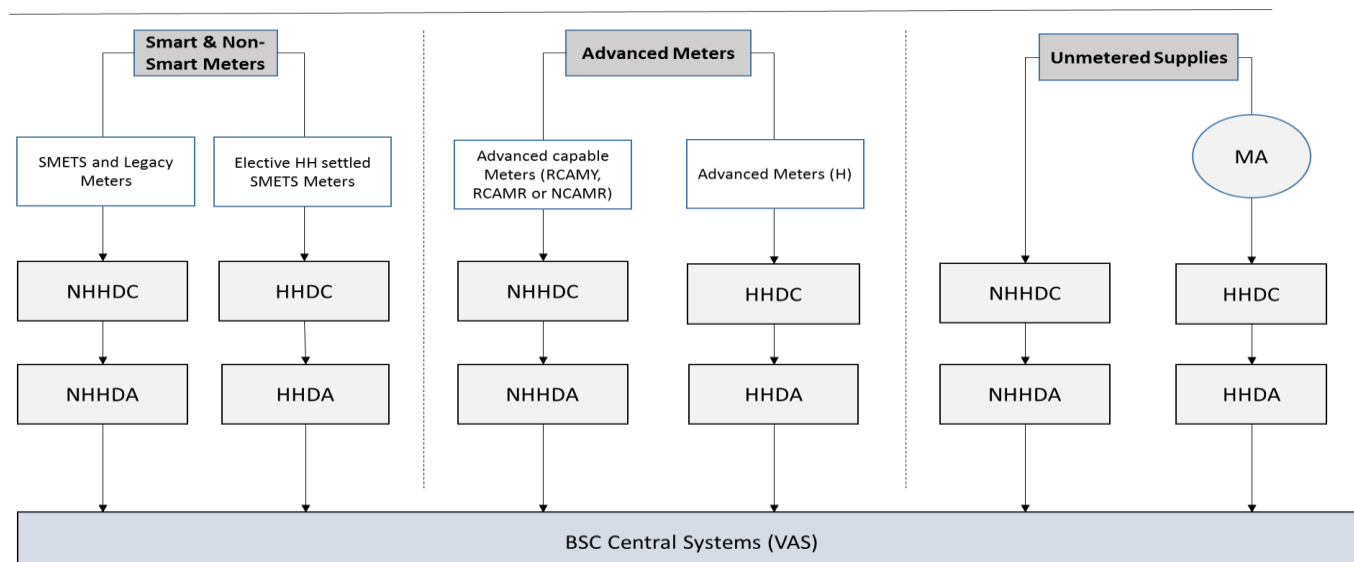 Smart & Non-
Smart Meters
Advanced Meters
Unmetered Supplies
SMETS and Legacy
Meters
Elective HH settled
SMETS Meters
Advanced capable
Meters (RCAMY,
RCAMR or NCAMR)
Advanced Meters (H)
MA
NHHDC
HHDC
NHHDC
HHDC
NHHDC
HHDC
NHHDA
HHDA
NHHDA
HHDA
NHHDA
HHDA
BSC Central Systems (VAS)